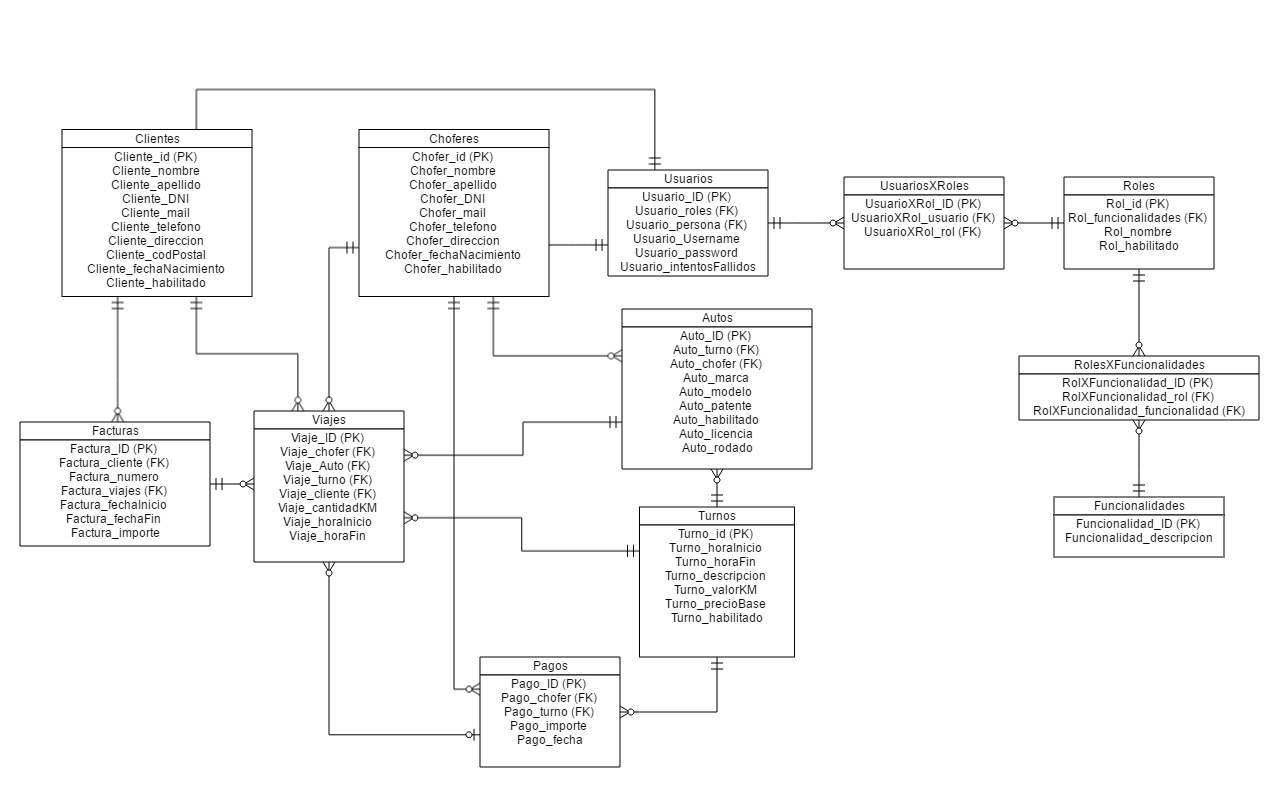 Clientes
Cliente_id (PK)
Cliente_nombre
Cliente_apellido
Cliente_DNI
Cliente_mail
Cliente_telefono
Cliente_direccion
Cliente_codPostal
Cliente_fechaNacimiento
Cliente_habilitado
Choferes
Chofer_id (PK)
Chofer_nombre
Chofer_apellido
Chofer_DNI
Chofer_mail
Chofer_telefono
Chofer_direccion
Chofer_fechaNacimiento
Chofer_habilitado
Usuarios
Usuario_ID (PK)
Usuario_roles (FK)
Usuario_persona (FK)
Usuario_Username
Usuario_password
Usuario_intentosFallidos
UsuariosXRoles
UsuarioXRol_ID (PK)
UsuarioXRol_usuario (FK)
UsuarioXRol_rol (FK)
Roles
Rol_id (PK)
Rol_funcionalidades (FK)
Rol_nombre
Rol_habilitado
Autos
Auto_ID (PK)
Auto_turno (FK)
Auto_chofer (FK)
Auto_marca
Auto_modelo
Auto_patente
Auto_habilitado
Auto_licencia
Auto_rodado
RolesXFuncionalidades
RolXFuncionalidad_ID (PK)
RolXFuncionalidad_rol (FK)
RolXFuncionalidad_funcionalidad (FK)
Facturas
Factura_ID (PK)
Factura_cliente (FK)
Factura_numero
Factura_viajes (FK)
Factura_fechaInicio
Factura_fechaFin
Factura_importe
Viajes
Viaje_ID (PK)
Viaje_chofer (FK)
Viaje_Auto (FK)
Viaje_turno (FK)
Viaje_cliente (FK)
Viaje_cantidadKM
Viaje_horaInicio
Viaje_horaFin
Turnos
Turno_id (PK)
Turno_horaInicio
Turno_horaFin
Turno_descripcion
Turno_valorKM
Turno_precioBase
Turno_habilitado
Funcionalidades
Funcionalidad_ID (PK)
Funcionalidad_descripcion
Pagos
Pago_ID (PK)
Pago_chofer (FK)
Pago_turno (FK)
Pago_importe
Pago_fecha